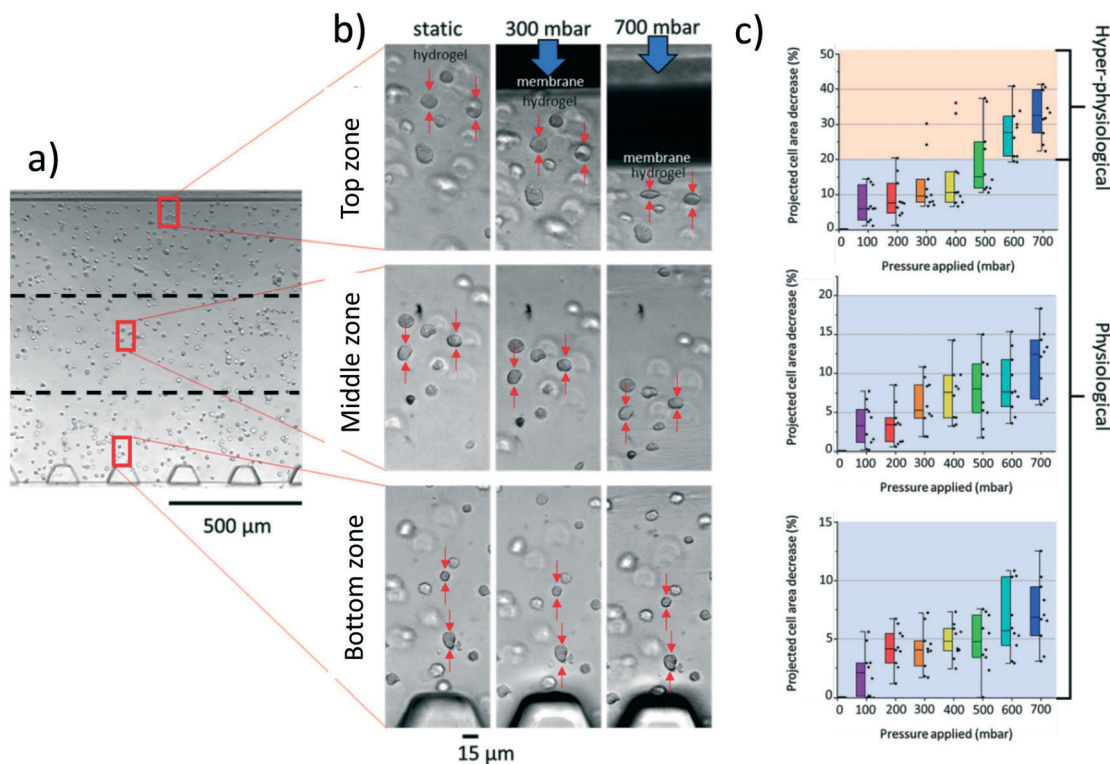 a)
500 µm
b)
static
300 mbar
700 mbar
hydrogel
membrane
hydrogel
membrane
hydrogel
Top zone
Middle zone
Bottom zone
15 µm
c)
Projected cell area decrease (%)
50
40
30
20
10
0
0 100 200 300 400 500 600 700
Pressure applied (mbar)
Projected cell area decrease (%)
20
15
10
5
0
0 100 200 300 400 500 600 700
Pressure applied (mbar)
Projected cell area decrease (%)
15
10
5
0
0 100 200 300 400 500 600 700
Pressure applied (mbar)
Hyper-physiological
Physiological